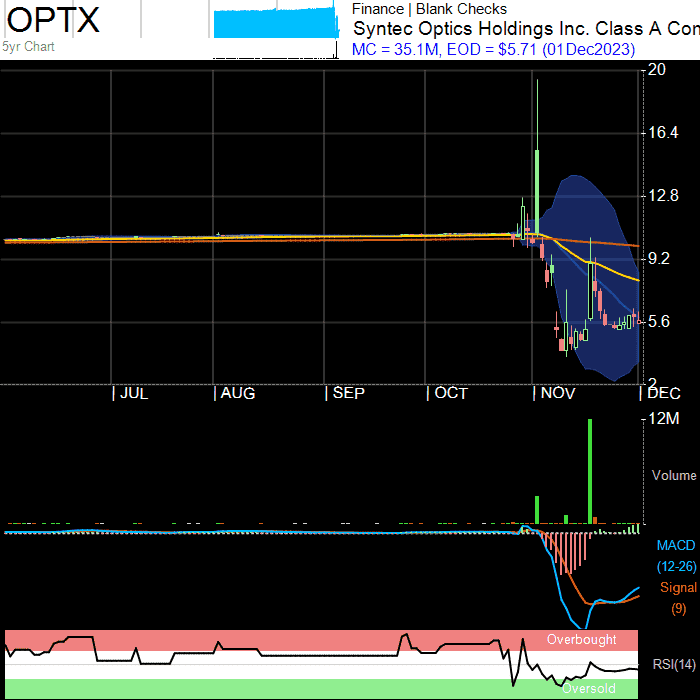 OPTX
5yr Chart
Finance | Blank Checks
Syntec Optics Holdings Inc. Class A Con
MC = 35.1M, EOD = $5.71 (01Dec2023)
20
16.4
12.8
9.2
5.6
2
JUL AUG SEP OCT NOV DEC
12M
Volume
MACD
(12-26)
Signal
(9)
Overbought
RSI(14)
Oversold